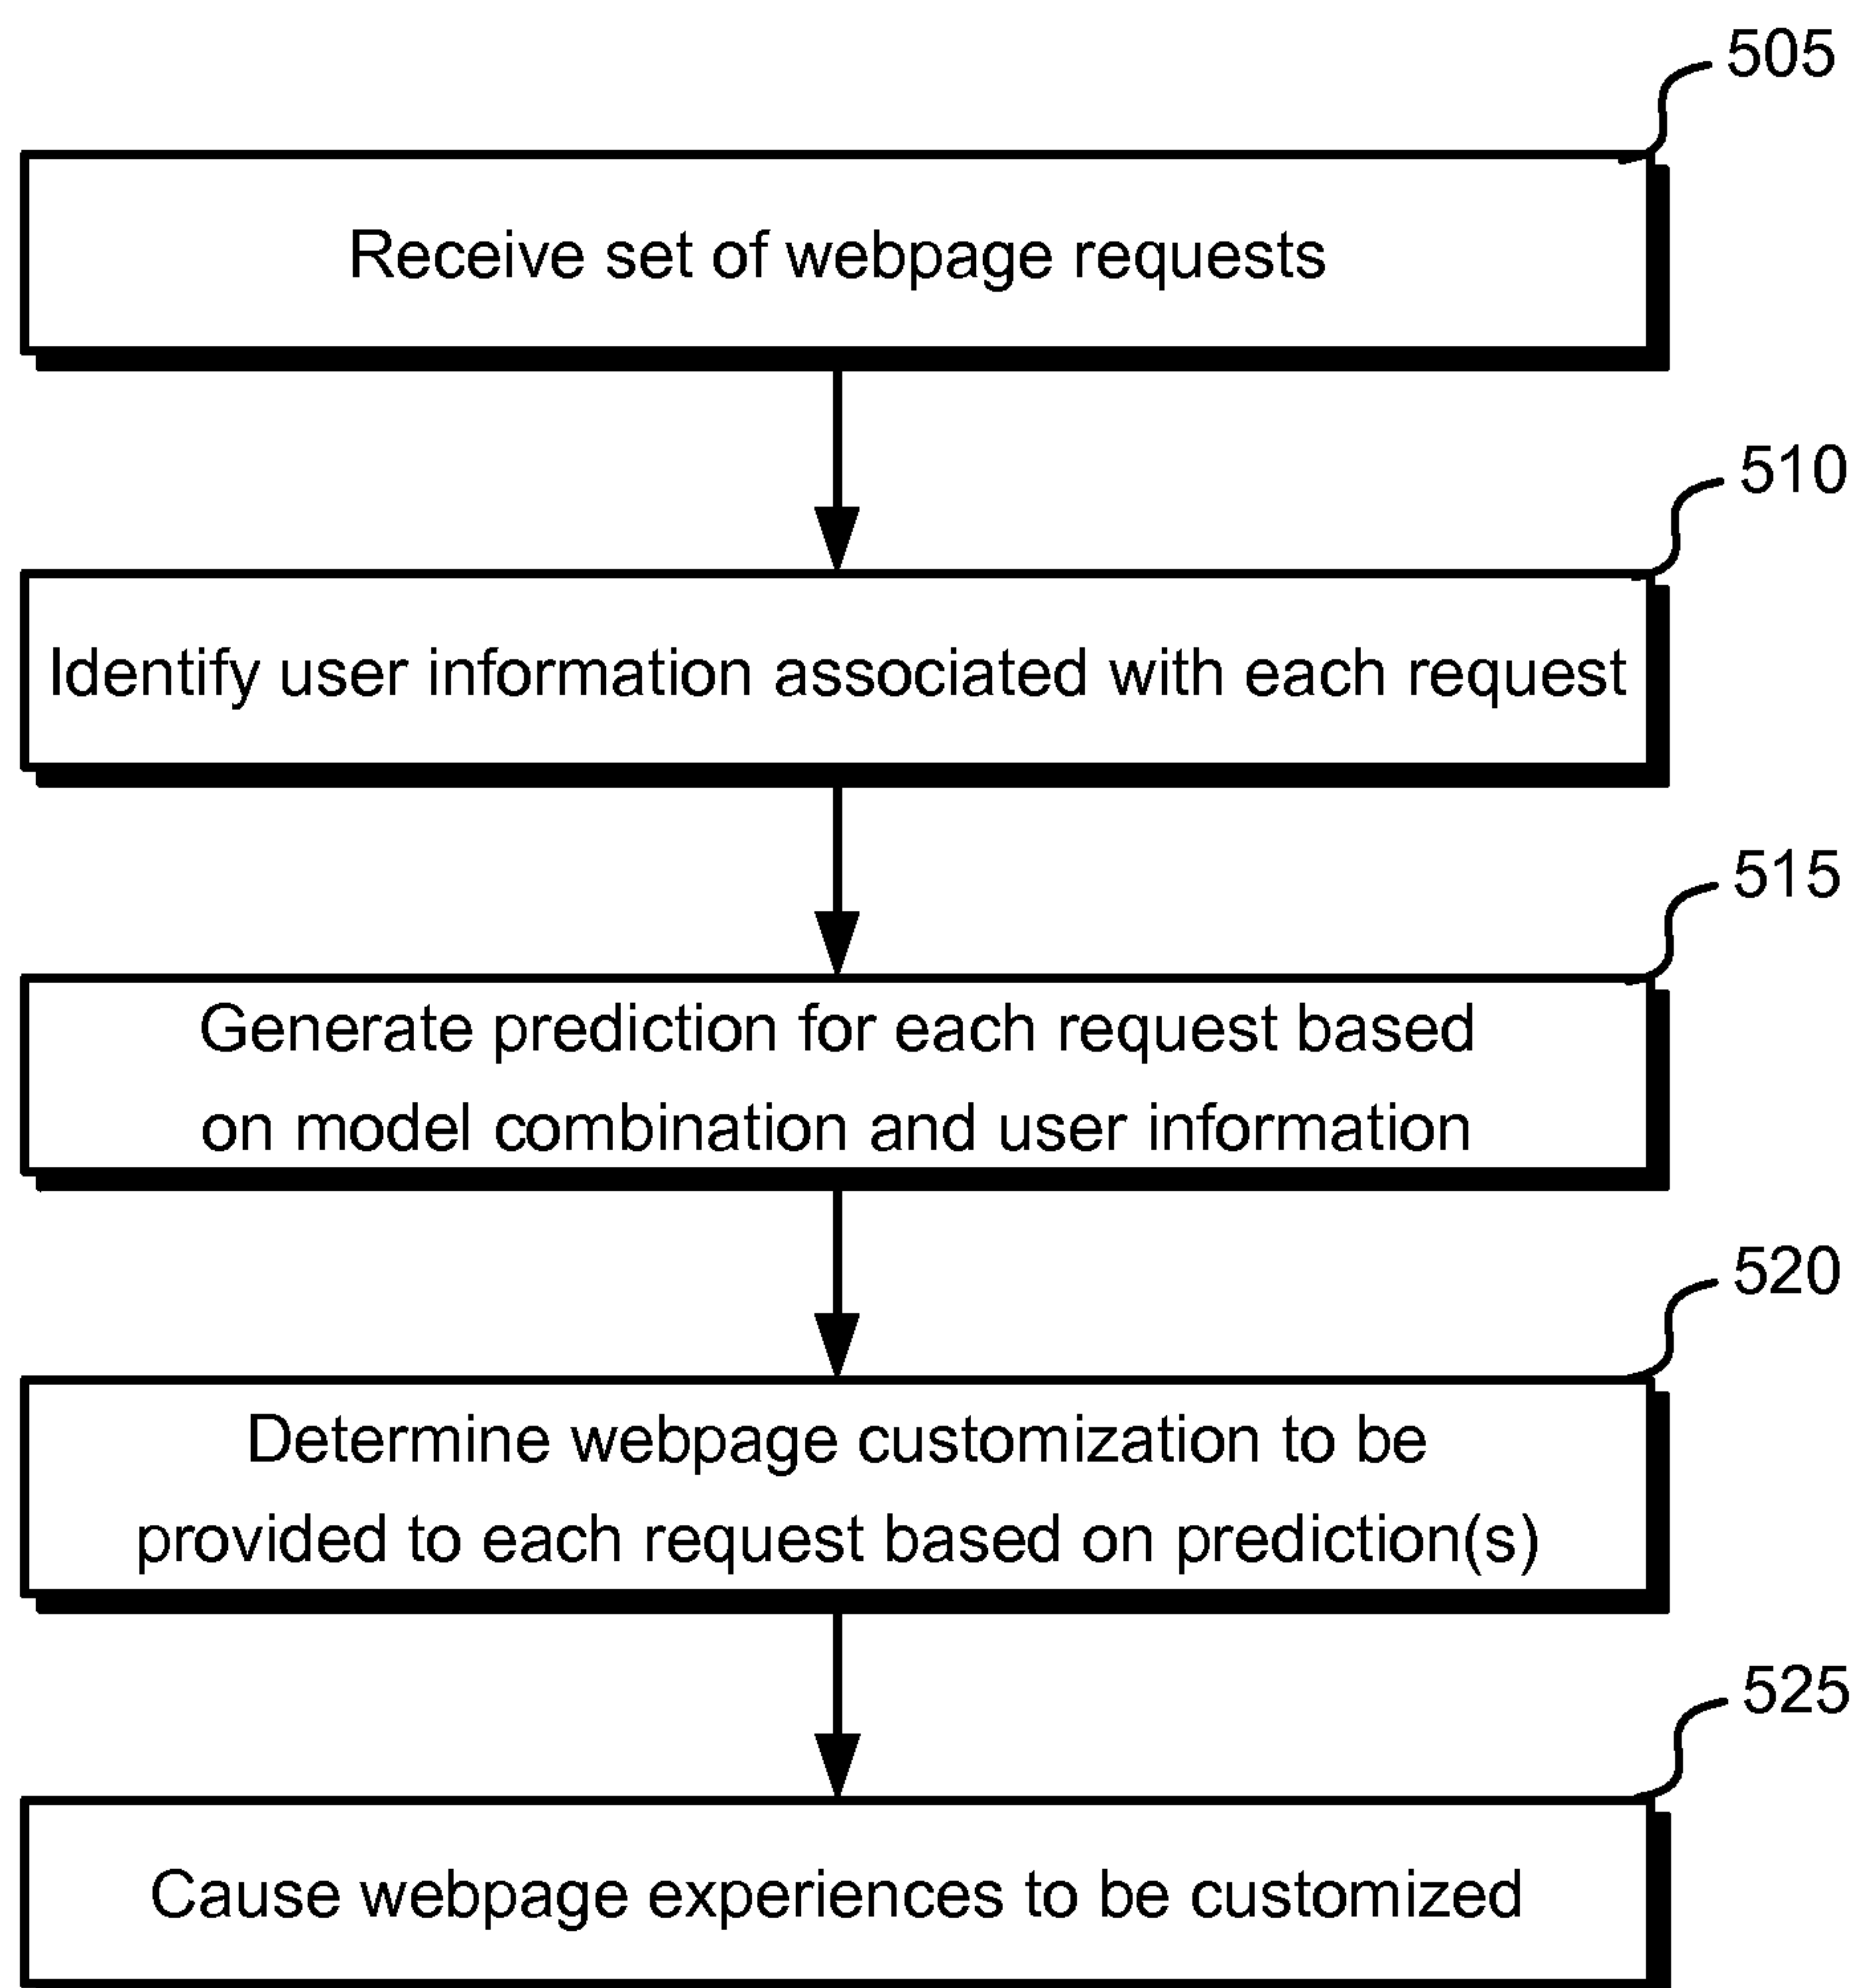 505
Receive set of webpage requests
510
Identify user information associated with each request
515
Generate prediction for each request based
on model combination and user information
520
Determine webpage customization to be
provided to each request based on prediction(s)
525
Cause webpage experiences to be customized